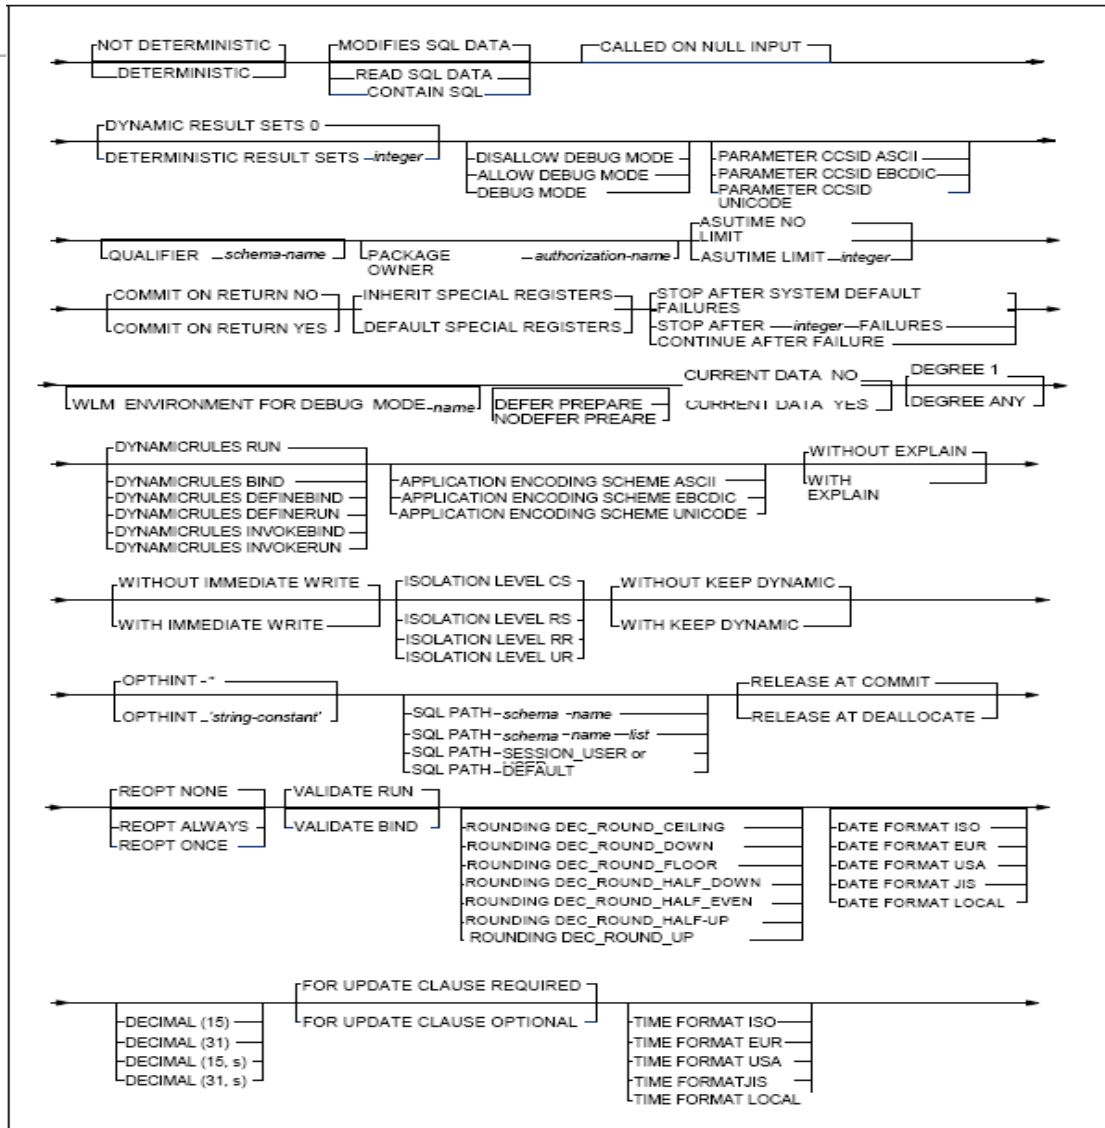 NOT DETERMINISTIC MODIFIES SQL DATA CALLED ON NULL INPUT
DETERMINISTIC READ SQL DATA
CONTAIN SQL
DYNAMIC RESULT SETS 0
DETERMINISTIC RESULT SETS integer DISALLOW DEBUG MODE PARAMETER CCSID ASCII
ALLOW DEBUG MODE PARAMETER CCSID EBCDIC
DEBUG MODE PARAMETER CCSID
UNICODE
ASUTIME NO
LIMIT
QUALIFIER schema-name PACKAGE authorization-name ASUTIME LIMIT integer
OWNER
COMMIT ON RETURN NO INHERIT SPECIAL REGISTERS STOP AFTER SYSTEM DEFAULT
FAILURES
COMMIT ON RETURN YES DEFAULT SPECIAL REGISTERS STOP AFTER integer FAILURES
CONTINUE AFTER FAILURE
CURRENT DATA NO DEGREE 1
WLM ENVIRONMENT FOR DEBUG MODE name DEFER PREPARE CURRENT DATA YES DEGREE ANY
NODEFER PREARE
DYNAMICRULES RUN WITHOUT EXPLAIN
DYNAMICRULES BIND APPLICATION ENCODING SCHEME ASCII WITH
DYNAMICRULES DEFINEBIND APPLICATION ENCODING SCHEME EBCDIC EXPLAIN
DYNAMICRULES DEFINERUN APPLICATION ENCODING SCHEME UNICODE
DYNAMICRULES INVOKEBIND
DYNAMICRULES INVOKERUN
WITHOUT IMMEDIATE WRITE ISOLATION LEVEL CS WITHOUT KEEP DYNAMIC
WITH IMMEDIATE WRITE ISOLATION LEVEL RS WITH KEEP DYNAMIC
ISOLATION LEVEL RR
ISOLATION LEVEL UR
OPTHINT -" RELEASE AT COMMIT
OPTHINT 'string-constant' SQL PATH-schema -name RELEASE AT DEALLOCATE
SQL PATH-schema -name -list
SQL PATH-SESSION_USER or
SQL PATH-DEFAULT
REOPT NONE VALIDATE RUN
REOPT ALWAYS VALIDATE BIND ROUNDING DEC_ROUND_CEILING DATE FORMAT ISO
REOPT ONCE ROUNDING DEC_ROUND_DOWN DATE FORMAT EUR
ROUNDING DEC_ROUND_FLOOR DATE FORMAT USA
ROUNDING DEC_ROUND_HALF_DOWN DATE FORMAT JIS
ROUNDING DEC_ROUND_HALF_EVEN DATE FORMAT LOCAL
ROUNDING DEC_ROUND_HALF-UP
ROUNDING DEC_ROUND_UP
FOR UPDATE CLAUSE REQUIRED
DECIMAL (15) FOR UPDATE CLAUSE OPTIONAL TIME FORMAT ISO
DECIMAL (31) TIME FORMAT EUR
DECIMAL (15, s) TIME FORMAT USA
DECIMAL (31, s) TIME FORMATJIS
TIME FORMAT LOCAL